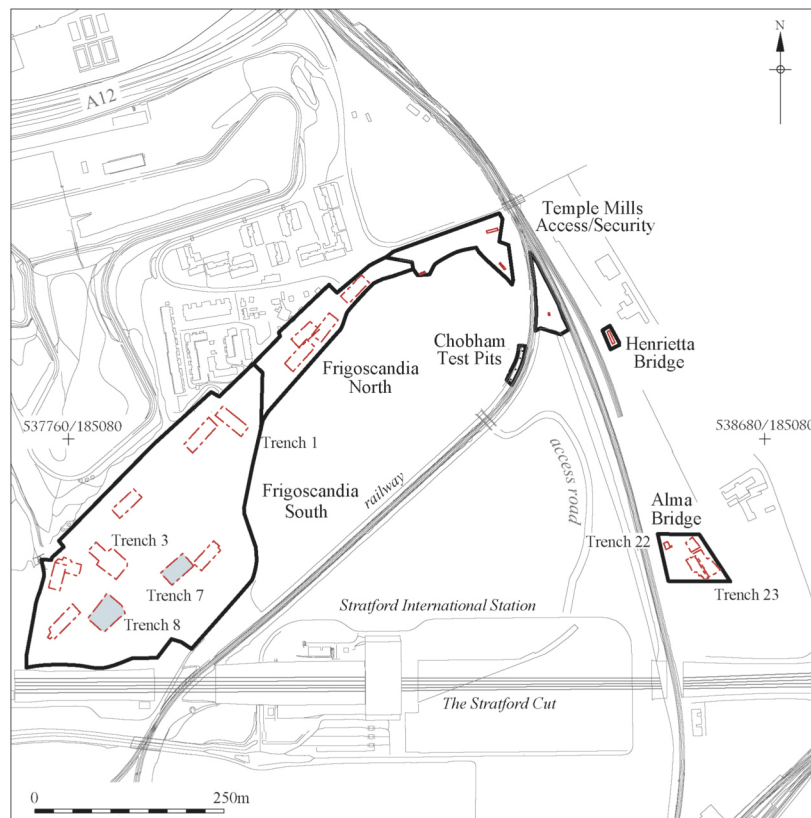 N
A12
Temple Mills
Access/Security
Chobham
Test Pits
Henrietta
Bridge
Frigoscandia
North
537760/185080
538680/185080
Trench 1
railway
access road
Frigoscandia
South
Alma
Bridge
Trench 3
Trench 22
Trench 7
Trench 23
Trench 8
Stratford International Station
The Stratford Cut
0
250m